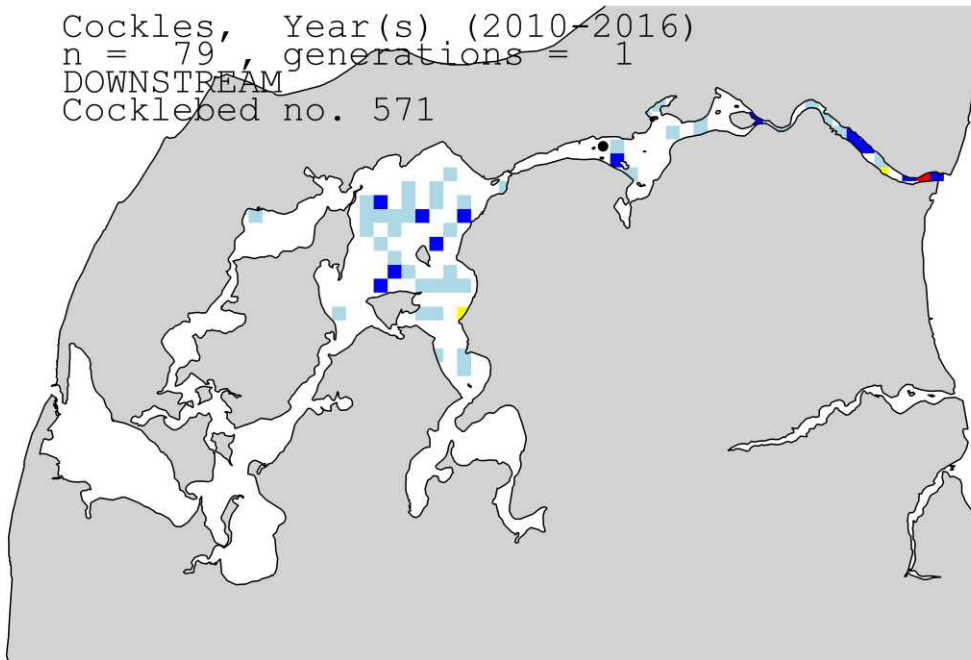 Cockles, Year(s) (2010-2016)
n = 79 , generations = 1
DOWNSTREAM
Cocklebed no. 571